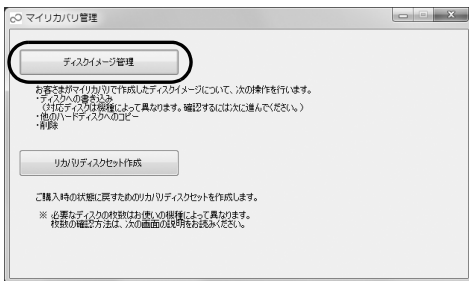 マイリカバリ管理
ディスクイメージ管理
お客さまがマイリカバリで作成したディスクイメージについて、次の操作を行います。
・ディスクへの書き込み
（対応ディスクは機種によって異なります。確認するには次に進んでください。）
・他のハードディスクへのコピー
・削除
リカバリディスクセット作成
ご購入時の状態に戻すためのリカバリディスクセットを作成します。
※ 必要なディスクの枚数はお使いの機種によって異なります。
枚数の確認方法は、次の画面の説明をお読みください。